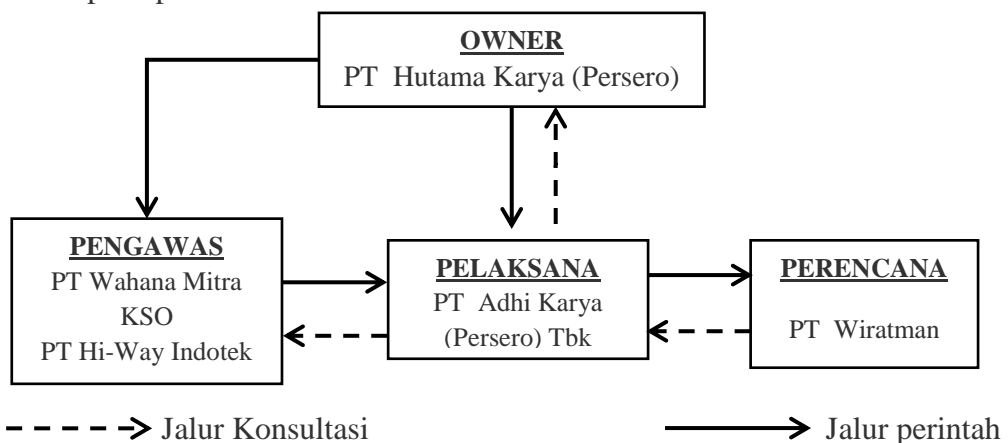 OWNER
PT Hutama Karya (Persero)
PENGAWAS
PT Wahana Mitra
KSO
PT Hi-Way Indotek
PELAKSANA
PT Adhi Karya
(Persero) Tbk
PERENCANA
PT Wiratman
Jalur Konsultasi
Jalur perintah